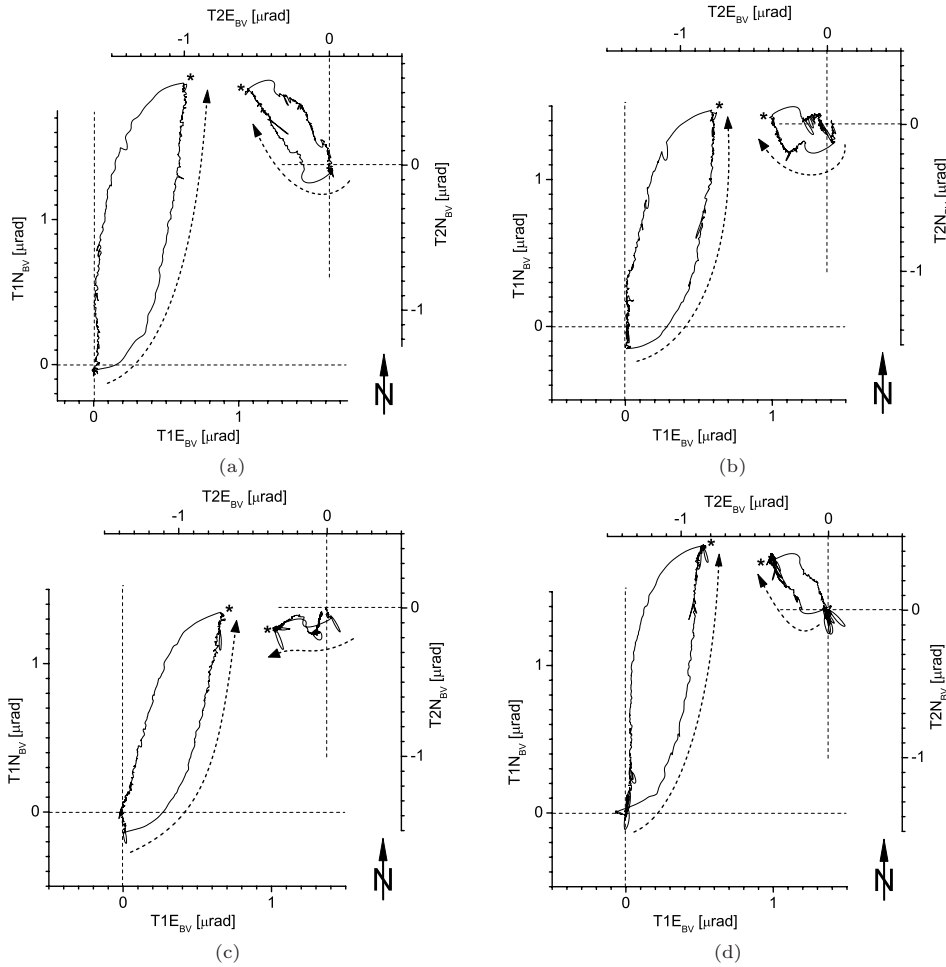 T2E_BV [μrad]
-1 0
*
*
0
-1
1
0
T1N_BV [μrad]
T2N_BV [μrad]
N
0 1
T1E_BV [μrad]
(a)
T2E_BV [μrad]
-1 0
*
*
0
-1
1
0
T1N_BV [μrad]
N
0 1
T1E_BV [μrad]
(b)
T2E_BV [μrad]
-1 0
*
*
0
-1
1
0
T1N_BV [μrad]
T2N_BV [μrad]
N
0 1
T1E_BV [μrad]
(c)
T2E_BV [μrad]
-1 0
*
*
0
-1
1
0
T1N_BV [μrad]
T2N_BV [μrad]
N
0 1
T1E_BV [μrad]
(d)